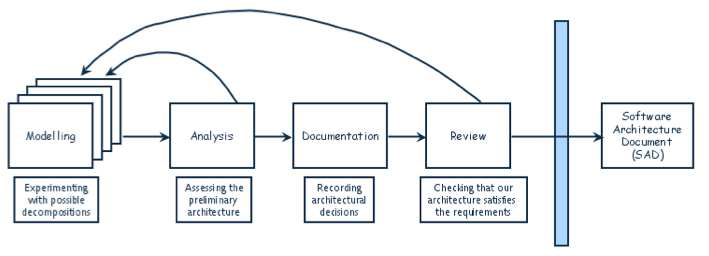 Modelling
Analysis
Documentation
Review
Software
Architecture
Document
(SAD)
Experimenting
with possible
decompositions
Assessing the
preliminary
architecture
Recording
architectural
decisions
Checking that our
architecture satisfies
the requirements